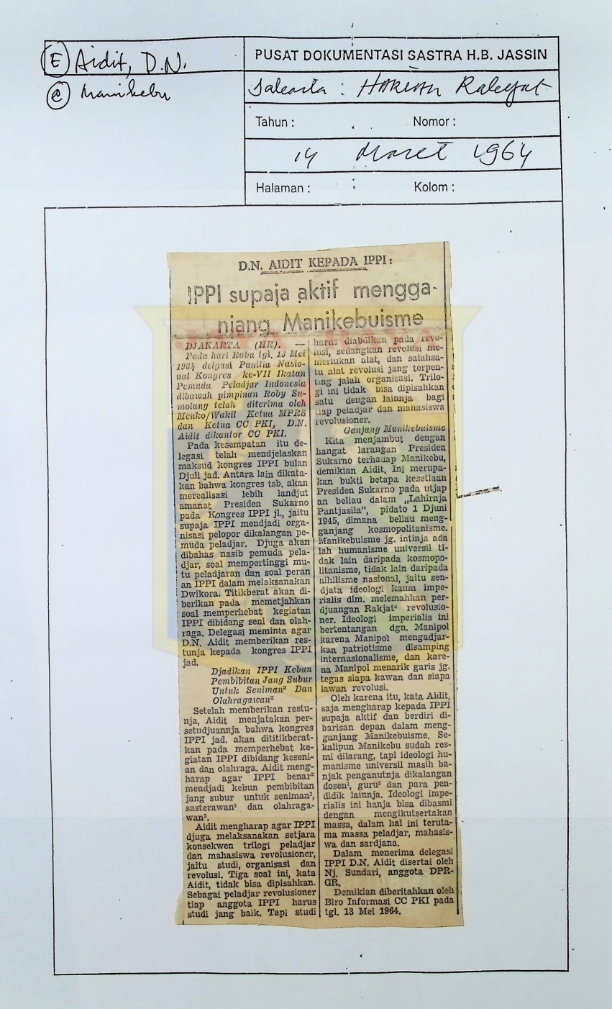 E Aidit, D.N.
C Manikebu
PUSAT DOKUMENTASI SASTRA H.B. JASSIN
Jakarta : Harian Rakyat
Tahun : Nomor :
14 Maret 1964
Halaman : Kolom :
D.N. AIDIT KEPADA IPPI:
IPPI supaja aktif mengga-
njang Manikebuisme
DJAKARTA (HR). —
Pada hari Rabu tgl. 13 Mei
1964 delgasi Panitia Nasio-
nal Kongres ke-VII Ikatan
Pemuda Peladjar Indonesia
dibawah pimpinan Roby Su-
molang telah diterima oleh
Menko/Wakil Ketua MPRS
dan Ketua CC PKI, D.N.
Aidit dikantor CC PKI.
Pada kesempatan itu de-
legasi telah mendjelaskan
maksud kongres IPPI bulan
Djuli jad. Antara lain dikata-
kan bahwa kongres tsb. akan
merealisasi lebih landjut
amanat Presiden Sukarno
pada Kongres IPPI jl., jaitu
supaja IPPI mendjadi orga-
nisasi pelopor dikalangan pe-
muda peladjar. Djuga akan
dibahas nasib pemuda pela-
djar, soal mempertinggi mu-
tu peladjaran dan soal peran
an IPPI dalam melaksanakan
Dwikora. Titikberat akan di-
berikan pada memetjahkan
soal memperhebat kegiatan
IPPI dibidang seni dan olah-
raga. Delegasi meminta agar
D.N. Aidit memberikan res-
tunja kepada kongres IPPI
jad.
Djadikan IPPI Kebun
Pembibitan Jang Subur
Untuk Seniman² Dan
Olahragawan²
Setelah memberikan restu-
nja, Aidit menjatakan per-
setudjuannja bahwa kongres
IPPI jad. akan dititikberat-
kan pada memperhebat ke-
giatan IPPI dibidang keseni-
an dan olahraga. Aidit meng-
harap agar IPPI benar²
mendjadi kebun pembibitan
jang subur untuk seniman²,
sasterawan² dan olahraga-
wan².
Aidit mengharap agar IPPI
djuga melaksanakan setjara
konsekwen trilogi peladjar
dan mahasiswa revolusioner,
jaitu studi, organisasi dan
revolusi. Tiga soal ini, kata
Aidit, tidak bisa dipisahkan.
Sebagai peladjar revolusioner
tiap anggota IPPI harus
studi jang baik. Tapi studi
harus diabdikan pada revo-
lusi, sedangkan revolusi me-
merlukan alat, dan salahsa-
tu alat revolusi jang terpen-
ting jalah organisasi. Trilo-
gi ini tidak bisa dipisahkan
satu dengan lainnja bagi
tiap peladjar dan mahasiswa
revolusioner.
Ganjang Manikebuisme
Kita menjambut dengan
hangat larangan Presiden
Sukarno terhadap Manikebu,
demikian Aidit. Ini merupa-
kan bukti betapa kesetiaan
Presiden Sukarno pada utjap
an beliau dalam „Lahirnja
Pantjasila", pidato 1 Djuni
1945, dimana beliau meng-
ganjang kosmopolitanisme.
Manikebuisme jg. intinja ada
lah humanisme universil ti-
dak lain daripada kosmopo-
litanisme, tidak lain daripada
nihilisme nasional, jaitu sen-
djata ideologi kaum imperi-
alis dlm. melemahkan per-
djuangan Rakjat² revolusio-
ner. Ideologi imperialis ini
bertentangan dgn. Manipol
karena Manipol mengadjar-
kan patriotisme disamping
internasionalisme, dan kare-
na Manipol menarik garis jg.
tegas siapa kawan dan siapa
lawan revolusi.
Oleh karena itu, kata Aidit,
saja mengharap kepada IPPI
supaja aktif dan berdiri di-
barisan depan dalam meng-
ganjang Manikebuisme. Se-
kalipun Manikebu sudah res-
mi dilarang, tapi ideologi hu-
manisme universil masih ba-
njak penganutnja dikalangan
dosen², guru² dan para pen-
didik lainnja. Ideologi impe-
rialis ini hanja bisa dibasmi
dengan mengikutsertakan
massa, dalam hal ini teruta-
ma massa peladjar, mahasis-
wa dan sardjana.
Dalam menerima delegasi
IPPI D.N. Aidit disertai oleh
Nj. Sundari, anggota DPR-
GR.
Demikian diberitahkan oleh
Biro Informasi CC PKI pada
tgl. 13 Mei 1964.